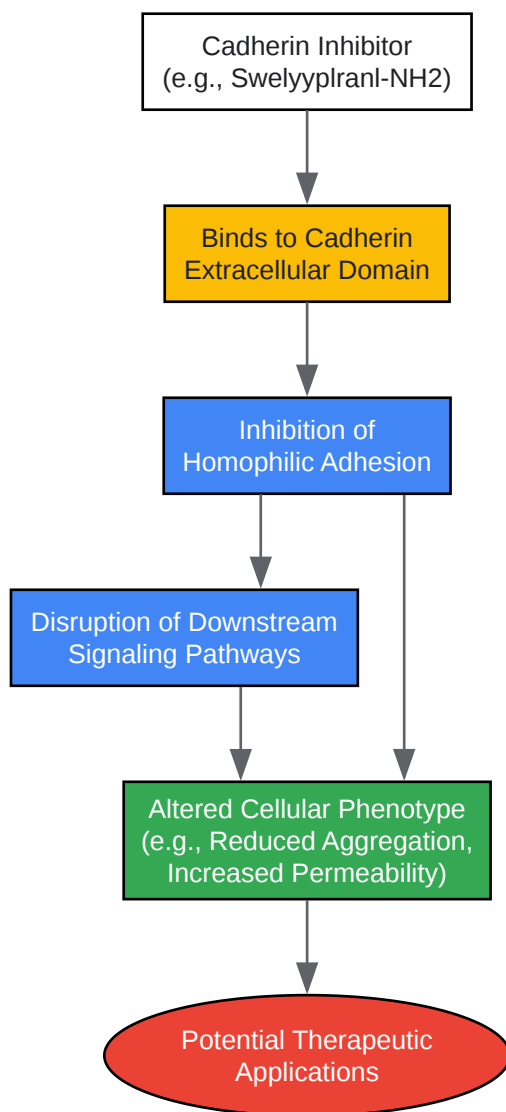 Cadherin Inhibitor
(e.g., Swelyyplranl-NH2)
Binds to Cadherin
Extracellular Domain
Inhibition of
Homophilic Adhesion
Disruption of Downstream
Signaling Pathways
Altered Cellular Phenotype
(e.g., Reduced Aggregation,
Increased Permeability)
Potential Therapeutic
Applications